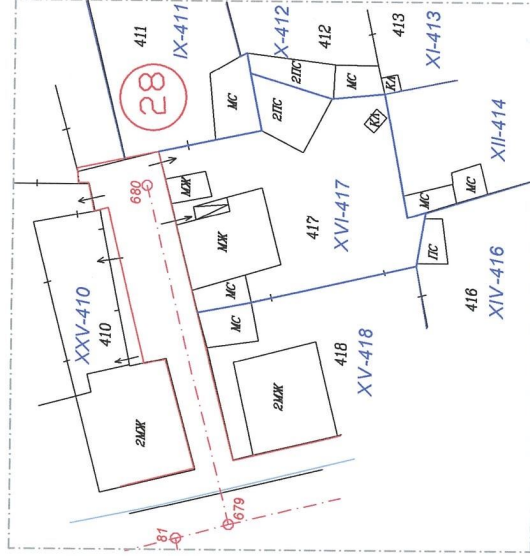 411
IX-411
X-412
412
413
XI-413
28
МС
2ПС
2ПС
МС
КЛ
КЛ
680
МЖ
МЖ
417
XVI-417
МС
МС
XII-414
ПС
416
XIV-416
XXV-410
410
МС
МС
418
XV-418
2МЖ
2МЖ
679
81